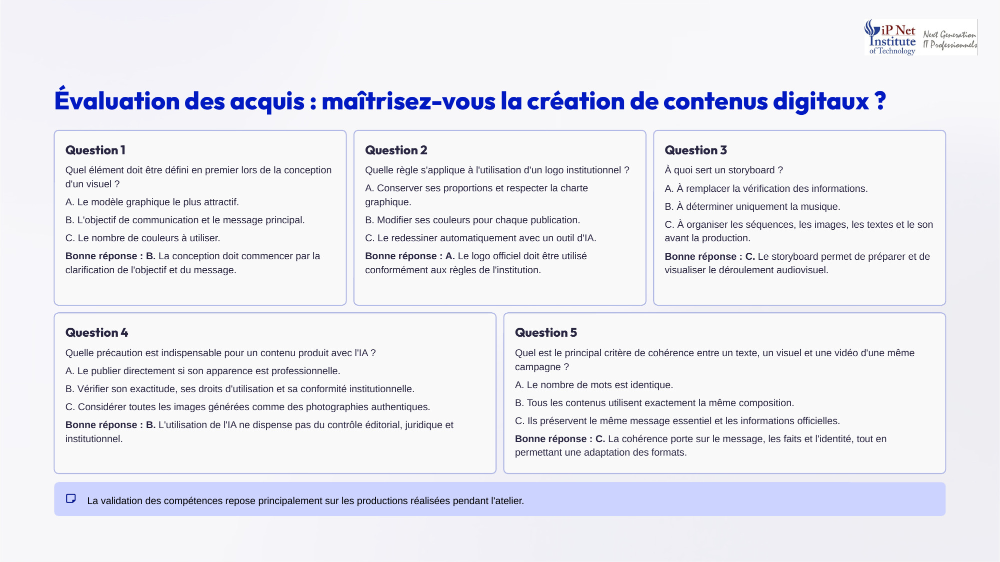 iP Net
Institute
of Technology
Next Generation
IT Professionnels
Évaluation des acquis : maîtrisez-vous la création de contenus digitaux ?
Question 1
Quel élément doit être défini en premier lors de la conception
d'un visuel ?
A. Le modèle graphique le plus attractif.
B. L'objectif de communication et le message principal.
C. Le nombre de couleurs à utiliser.
Bonne réponse : B. La conception doit commencer par la
clarification de l'objectif et du message.
Question 2
Quelle règle s'applique à l'utilisation d'un logo institutionnel ?
A. Conserver ses proportions et respecter la charte
graphique.
B. Modifier ses couleurs pour chaque publication.
C. Le redessiner automatiquement avec un outil d'IA.
Bonne réponse : A. Le logo officiel doit être utilisé
conformément aux règles de l'institution.
Question 3
À quoi sert un storyboard ?
A. À remplacer la vérification des informations.
B. À déterminer uniquement la musique.
C. À organiser les séquences, les images, les textes et le son
avant la production.
Bonne réponse : C. Le storyboard permet de préparer et de
visualiser le déroulement audiovisuel.
Question 4
Quelle précaution est indispensable pour un contenu produit avec l'IA ?
A. Le publier directement si son apparence est professionnelle.
B. Vérifier son exactitude, ses droits d'utilisation et sa conformité institutionnelle.
C. Considérer toutes les images générées comme des photographies authentiques.
Bonne réponse : B. L'utilisation de l'IA ne dispense pas du contrôle éditorial, juridique et
institutionnel.
Question 5
Quel est le principal critère de cohérence entre un texte, un visuel et une vidéo d'une même
campagne ?
A. Le nombre de mots est identique.
B. Tous les contenus utilisent exactement la même composition.
C. Ils préservent le même message essentiel et les informations officielles.
Bonne réponse : C. La cohérence porte sur le message, les faits et l'identité, tout en
permettant une adaptation des formats.
La validation des compétences repose principalement sur les productions réalisées pendant l'atelier.